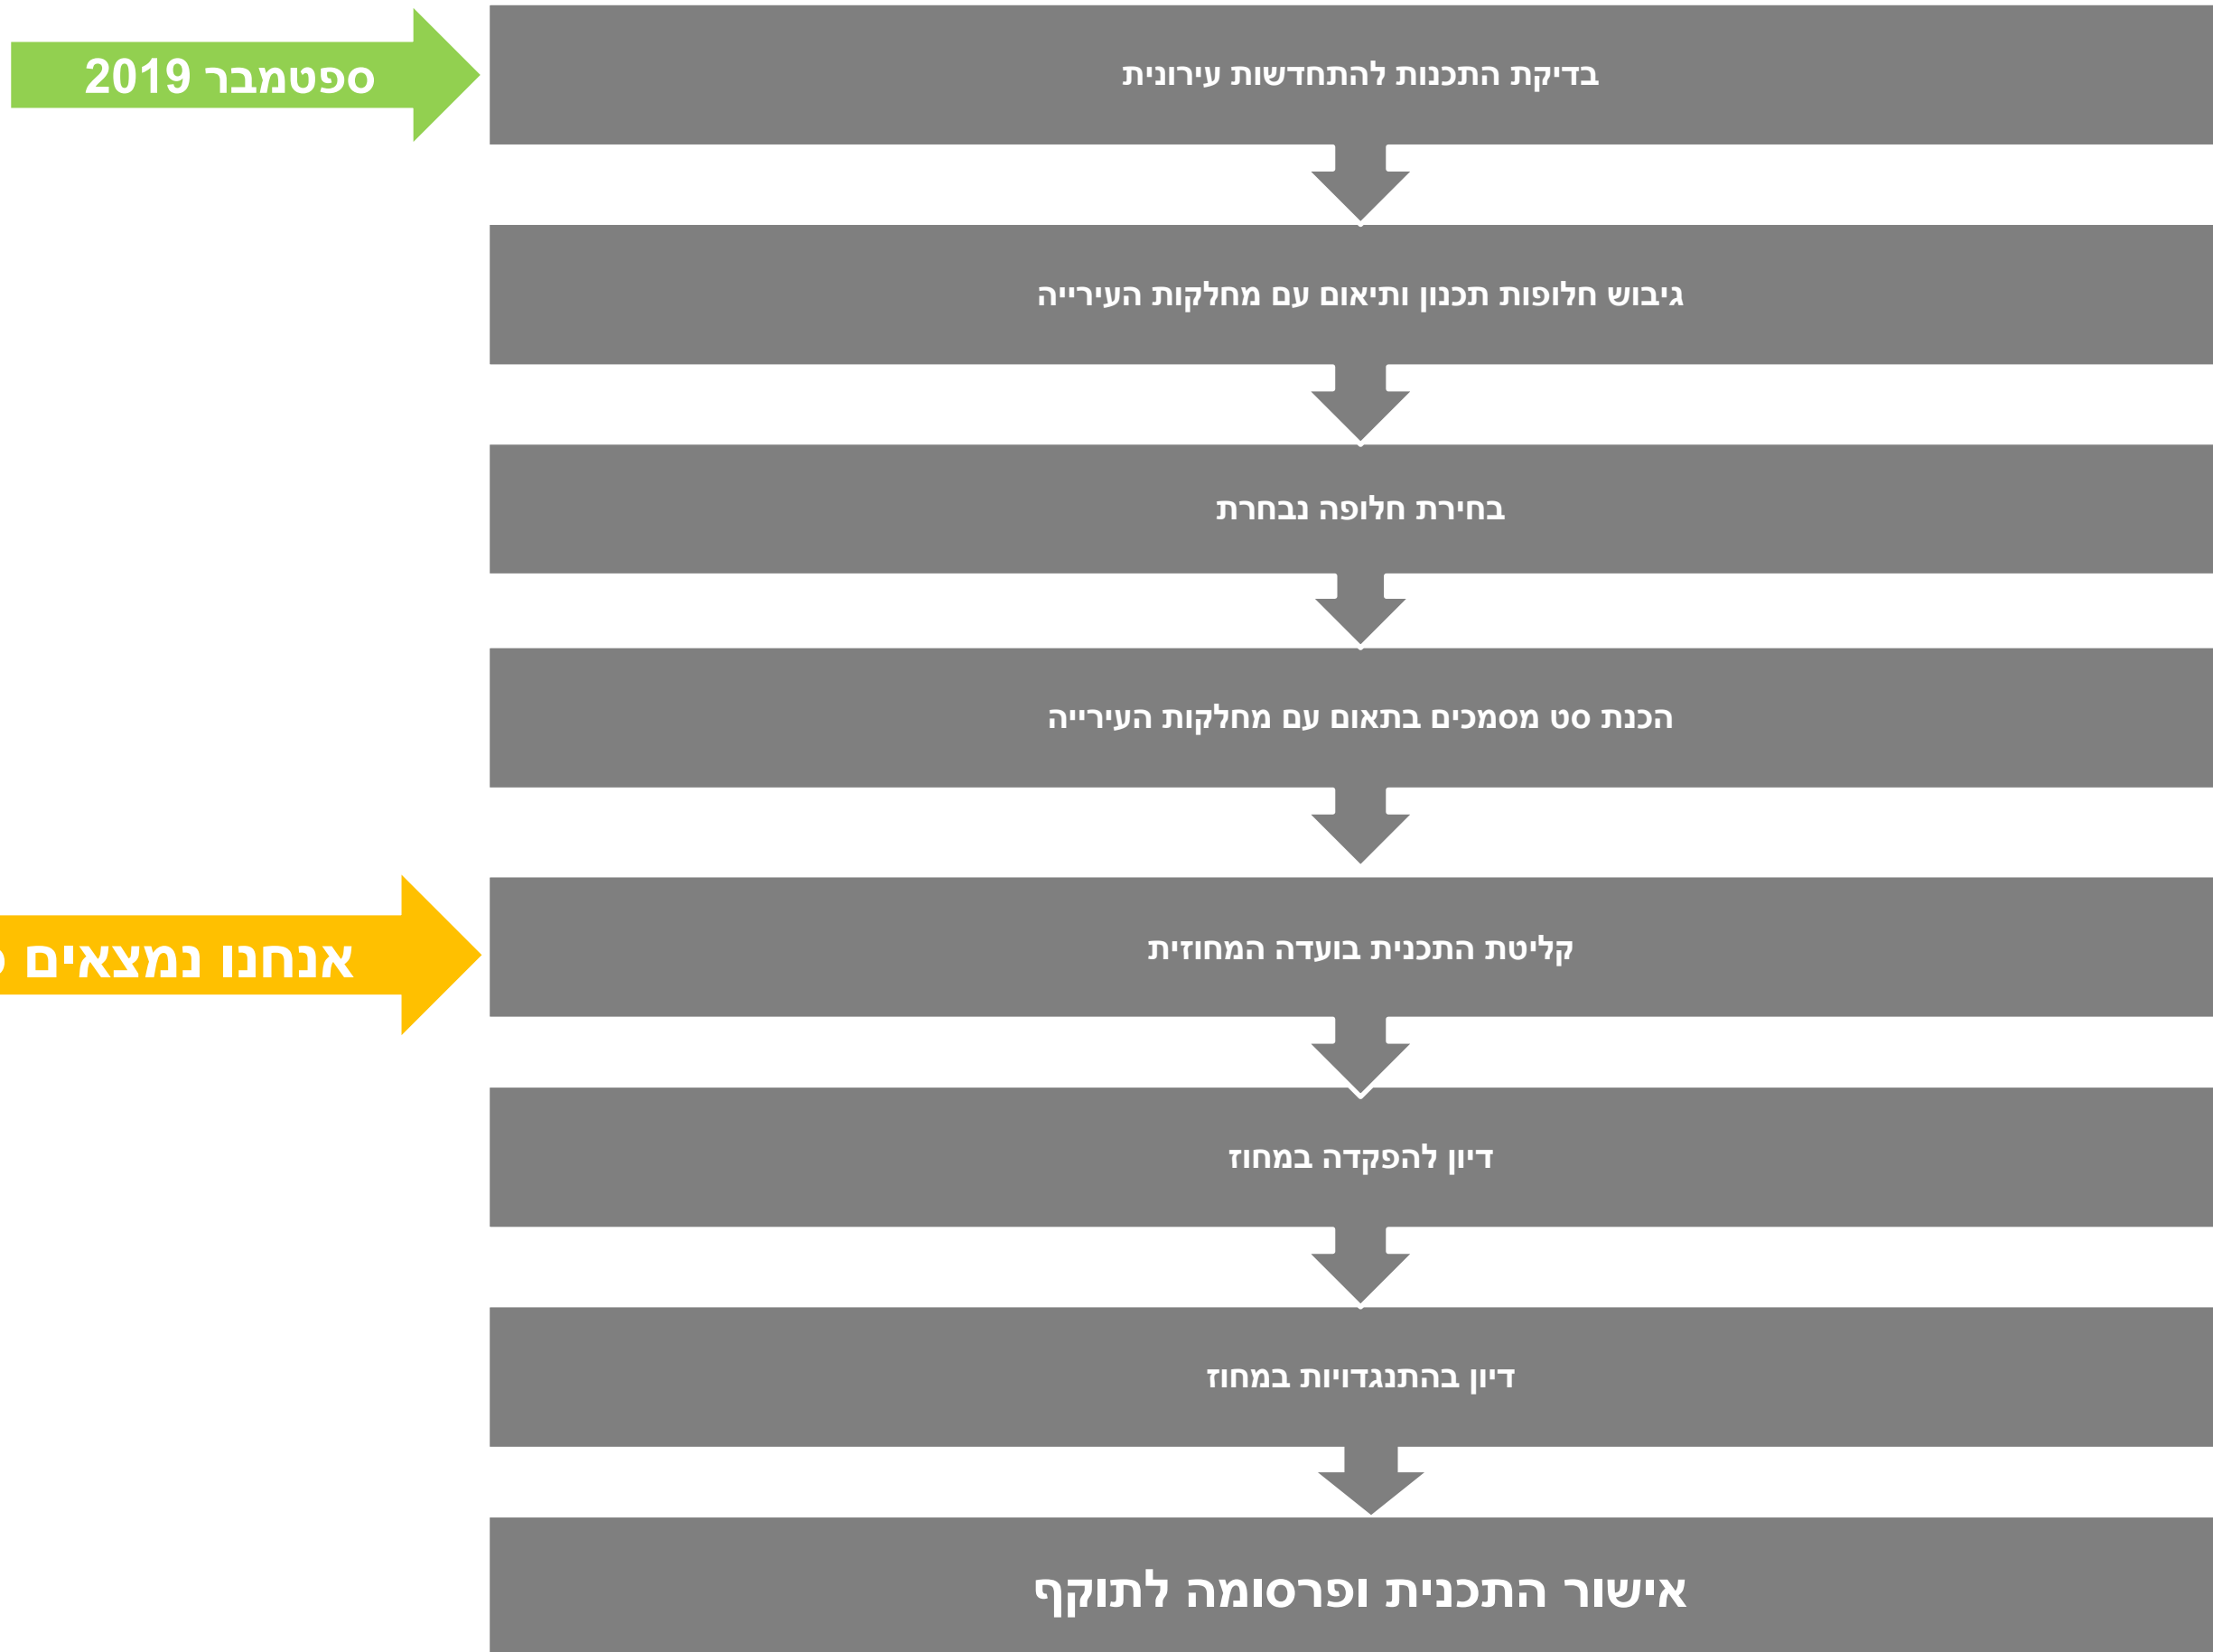 ספטמבר 2019
בדיקת התכנות להתחדשות עירונית
גיבוש חלופות תכנון ותיאום עם מחלקות העירייה
בחירת חלופה נבחרת
הכנת סט מסמכים בתאום עם מחלקות העירייה
אנחנו נמצאים
קליטת התכנית בועדה המחוזית
דיון להפקדה במחוז
דיון בהתנגדויות במחוז
אישור התכנית ופרסומה לתוקף